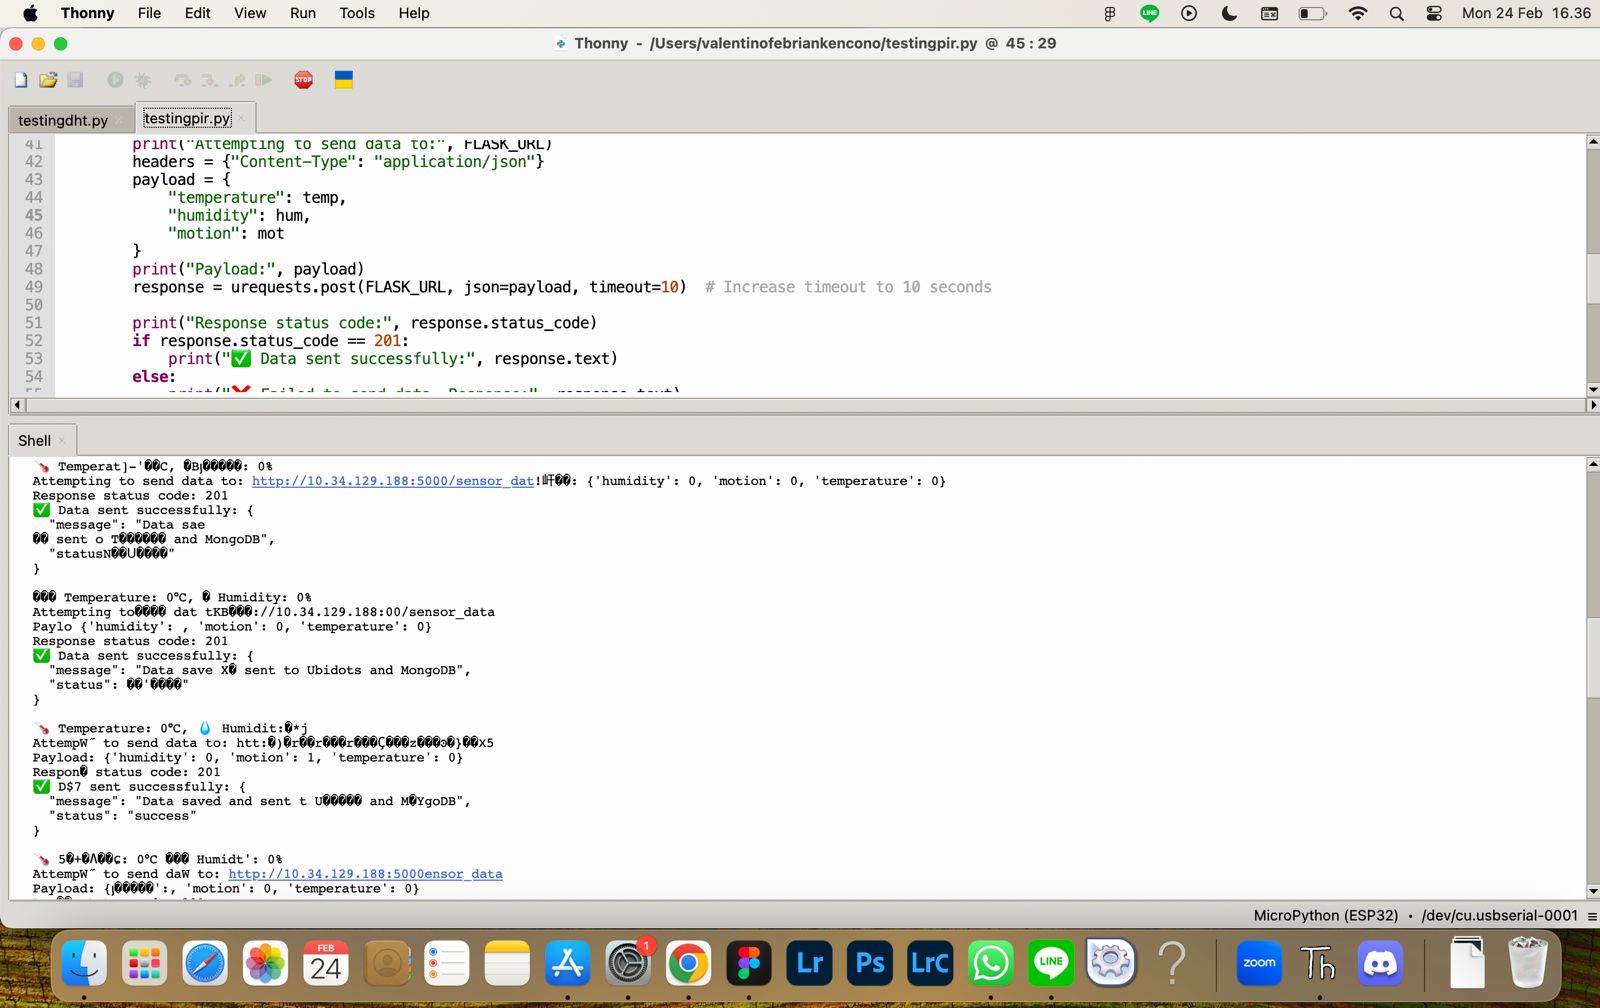 Thonny File Edit View Run Tools Help
LINE
Mon 24 Feb 16.36
Thonny - /Users/valentinofebriankencono/testingpir.py @ 45 : 29
STOP
testingdht.py
testingpir.py
41 print("Attempting to send data to:", FLASK_URL)
42 headers = {"Content-Type": "application/json"}
43 payload = {
44 "temperature": temp,
45 "humidity": hum,
46 "motion": mot
47 }
48 print("Payload:", payload)
49 response = urequests.post(FLASK_URL, json=payload, timeout=10) # Increase timeout to 10 seconds
50
51 print("Response status code:", response.status_code)
52 if response.status_code == 201:
53 print("✅ Data sent successfully:", response.text)
54 else:
Shell
🌡 Temperat]-'��C, : 0%
Attempting to send data to: http://10.34.129.188:5000/sensor_dat : {'humidity': 0, 'motion': 0, 'temperature': 0}
Response status code: 201
✅ Data sent successfully: {
"message": "Data sae
�� sent o T������ and MongoDB",
"statusN��U����"
}
��� Temperature: 0°C, � Humidity: 0%
Attempting to���� dat tKB���://10.34.129.188:00/sensor_data
Paylo {'humidity': , 'motion': 0, 'temperature': 0}
Response status code: 201
✅ Data sent successfully: {
"message": "Data save X� sent to Ubidots and MongoDB",
"status": ��'����"
}
🌡 Temperature: 0°C, 💧 Humidit:�*j
AttempW˝ to send data to: htt:
Payload: {'humidity': 0, 'motion': 1, 'temperature': 0}
Respon� status code: 201
✅ D$7 sent successfully: {
"message": "Data saved and sent t U����� and M�YgoDB",
"status": "success"
}
🌡 : 0°C ��� Humidt': 0%
AttempW˝ to send daW to: http://10.34.129.188:5000ensor_data
Payload: { ':, 'motion': 0, 'temperature': 0}
MicroPython (ESP32) • /dev/cu.usbserial-0001 ≡
FEB
24
1
Lr
Ps
LrC
LINE
?
zoom
Th